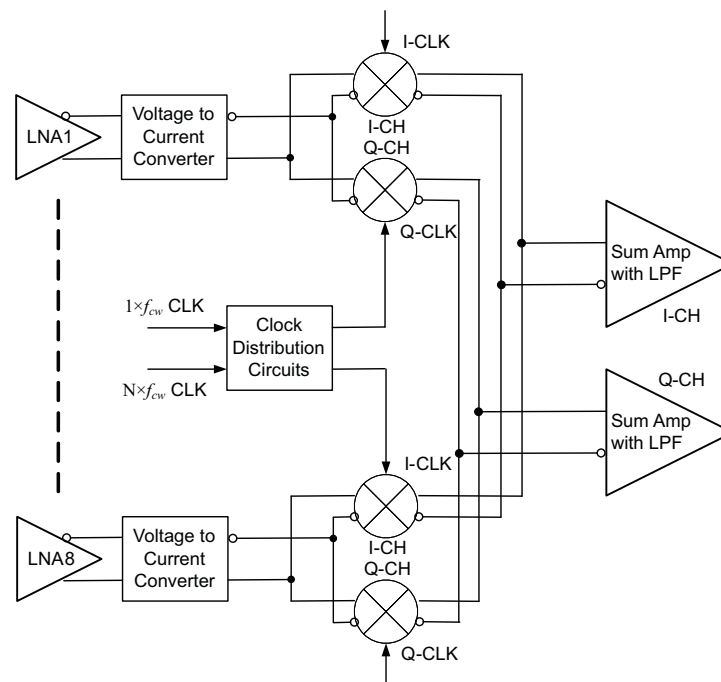 I-CLK
LNA1
Voltage to
Current
Converter
I-CH
Q-CH
Q-CLK
Sum Amp
with LPF
I-CH
1×fcw CLK
N×fcw CLK
Clock
Distribution
Circuits
Q-CH
Sum Amp
with LPF
I-CLK
LNA8
Voltage to
Current
Converter
I-CH
Q-CH
Q-CLK